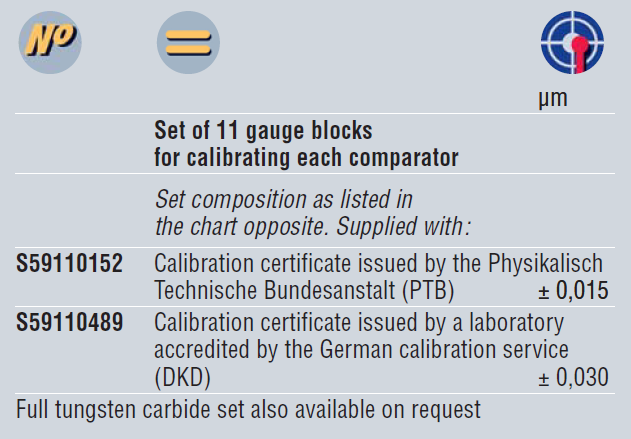 Nº
µm
Set of 11 gauge blocks
for calibrating each comparator
Set composition as listed in
the chart opposite. Supplied with:
S59110152 Calibration certificate issued by the Physikalisch
Technische Bundesanstalt (PTB) ± 0,015
S59110489 Calibration certificate issued by a laboratory
accredited by the German calibration service
(DKD) ± 0,030
Full tungsten carbide set also available on request